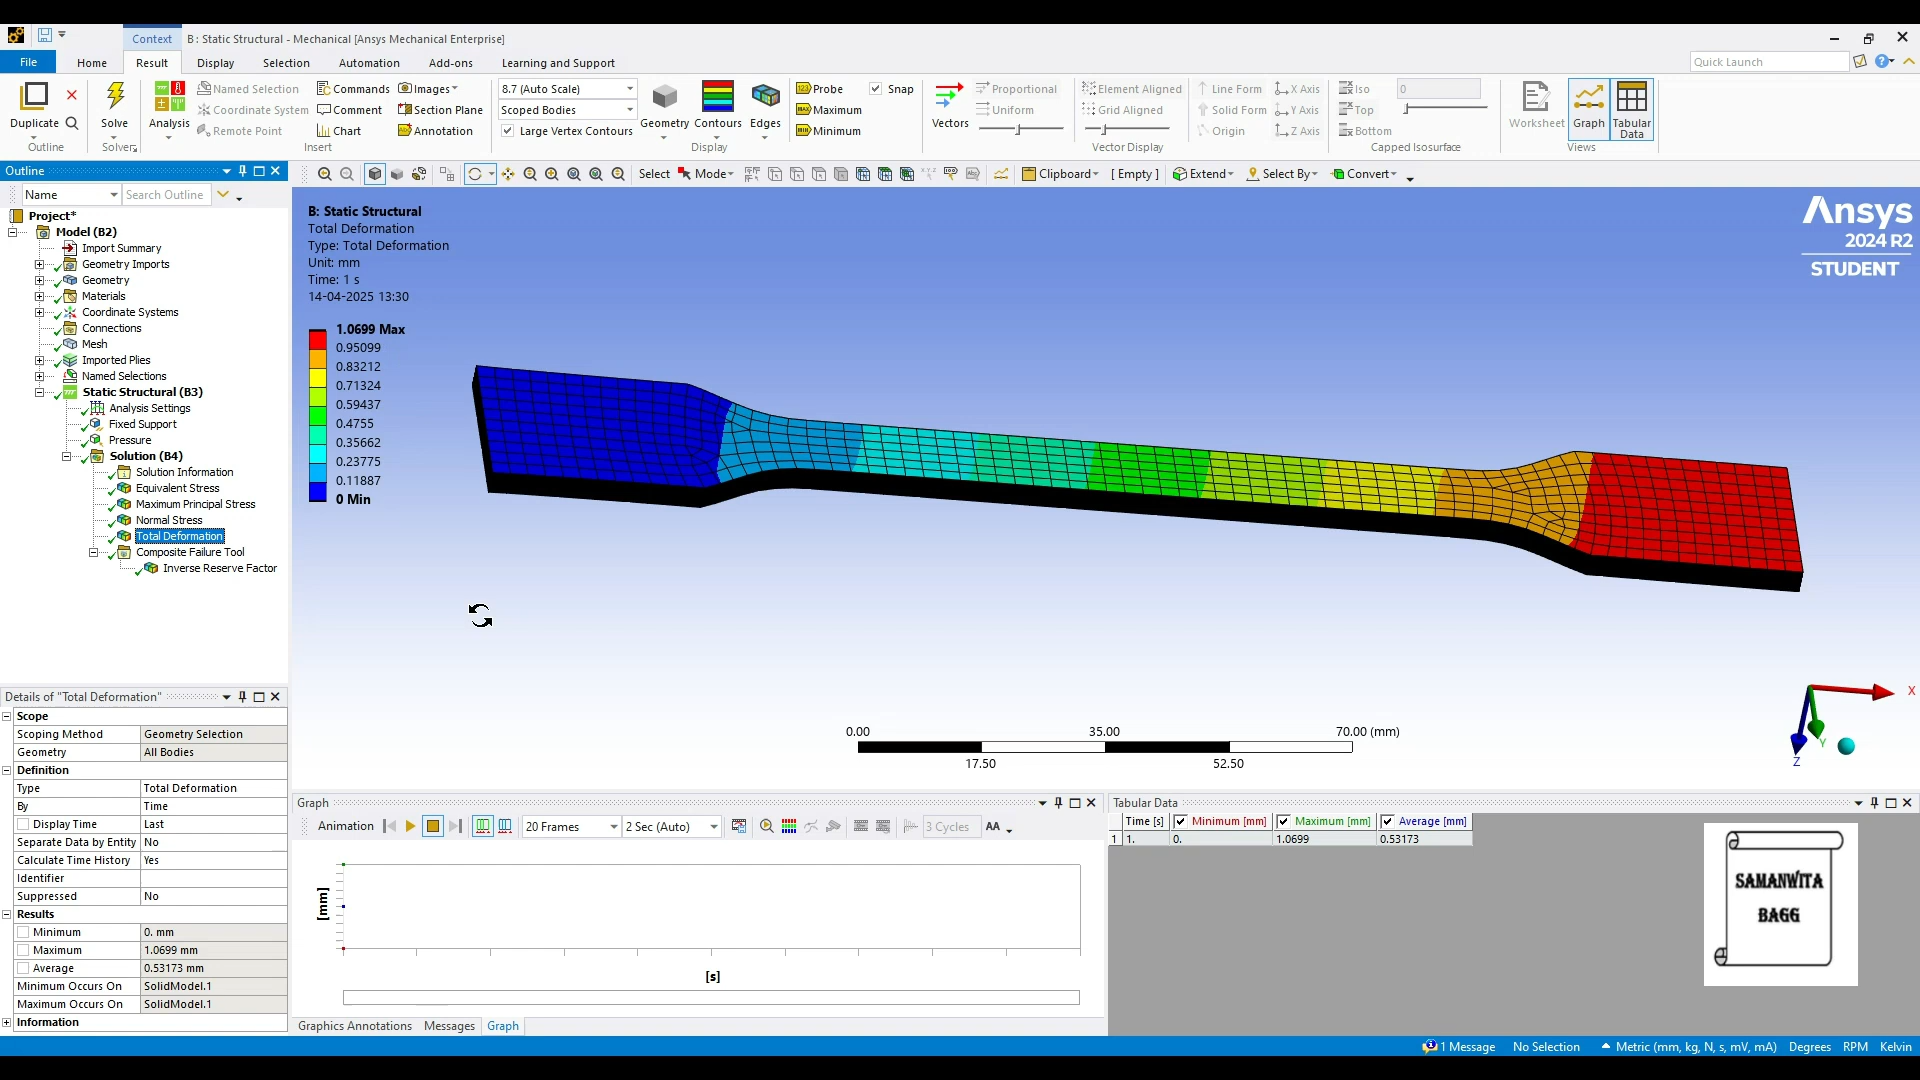 Context
B: Static Structural - Mechanical [Ansys Mechanical Enterprise]
File
Home
Result
Display
Selection
Automation
Add-ons
Learning and Support
Quick Launch
Duplicate
Outline
Solve
Solver
Analysis
Named Selection
Coordinate System
Remote Point
Commands
Comment
Chart
Images
Section Plane
Annotation
Insert
8.7 (Auto Scale)
Scoped Bodies
Large Vertex Contours
Geometry
Contours
Edges
Display
Probe
Maximum
Minimum
Snap
Vectors
Proportional
Uniform
Element Aligned
Grid Aligned
Line Form
Solid Form
Origin
X Axis
Y Axis
Z Axis
Vector Display
Iso
Top
Bottom
0
Capped Isosurface
Worksheet
Graph
Tabular
Data
Views
Outline
Name
Search Outline
Select
Mode
Clipboard
[ Empty ]
Extend
Select By
Convert
Project*
Model (B2)
Import Summary
Geometry Imports
Geometry
Materials
Coordinate Systems
Connections
Mesh
Imported Plies
Named Selections
Static Structural (B3)
Analysis Settings
Fixed Support
Pressure
Solution (B4)
Solution Information
Equivalent Stress
Maximum Principal Stress
Normal Stress
Total Deformation
Composite Failure Tool
Inverse Reserve Factor
B: Static Structural
Total Deformation
Type: Total Deformation
Unit: mm
Time: 1 s
14-04-2025 13:30
1.0699 Max
0.95099
0.83212
0.71324
0.59437
0.4755
0.35662
0.23775
0.11887
0 Min
Ansys
2024 R2
STUDENT
0.00
35.00
70.00 (mm)
17.50
52.50
X
Y
Z
Details of "Total Deformation"
Scope
Scoping Method Geometry Selection
Geometry All Bodies
Definition
Type Total Deformation
By Time
Display Time Last
Separate Data by Entity No
Calculate Time History Yes
Identifier
Suppressed No
Results
Minimum 0. mm
Maximum 1.0699 mm
Average 0.53173 mm
Minimum Occurs On SolidModel.1
Maximum Occurs On SolidModel.1
Information
Graph
Animation
20 Frames
2 Sec (Auto)
3 Cycles
AA
[mm]
[s]
Graphics Annotations
Messages
Graph
Tabular Data
Time [s] Minimum [mm] Maximum [mm] Average [mm]
1 1. 0. 1.0699 0.53173
SAMANWITA
BAGG
1 Message
No Selection
Metric (mm, kg, N, s, mV, mA)
Degrees
RPM
Kelvin